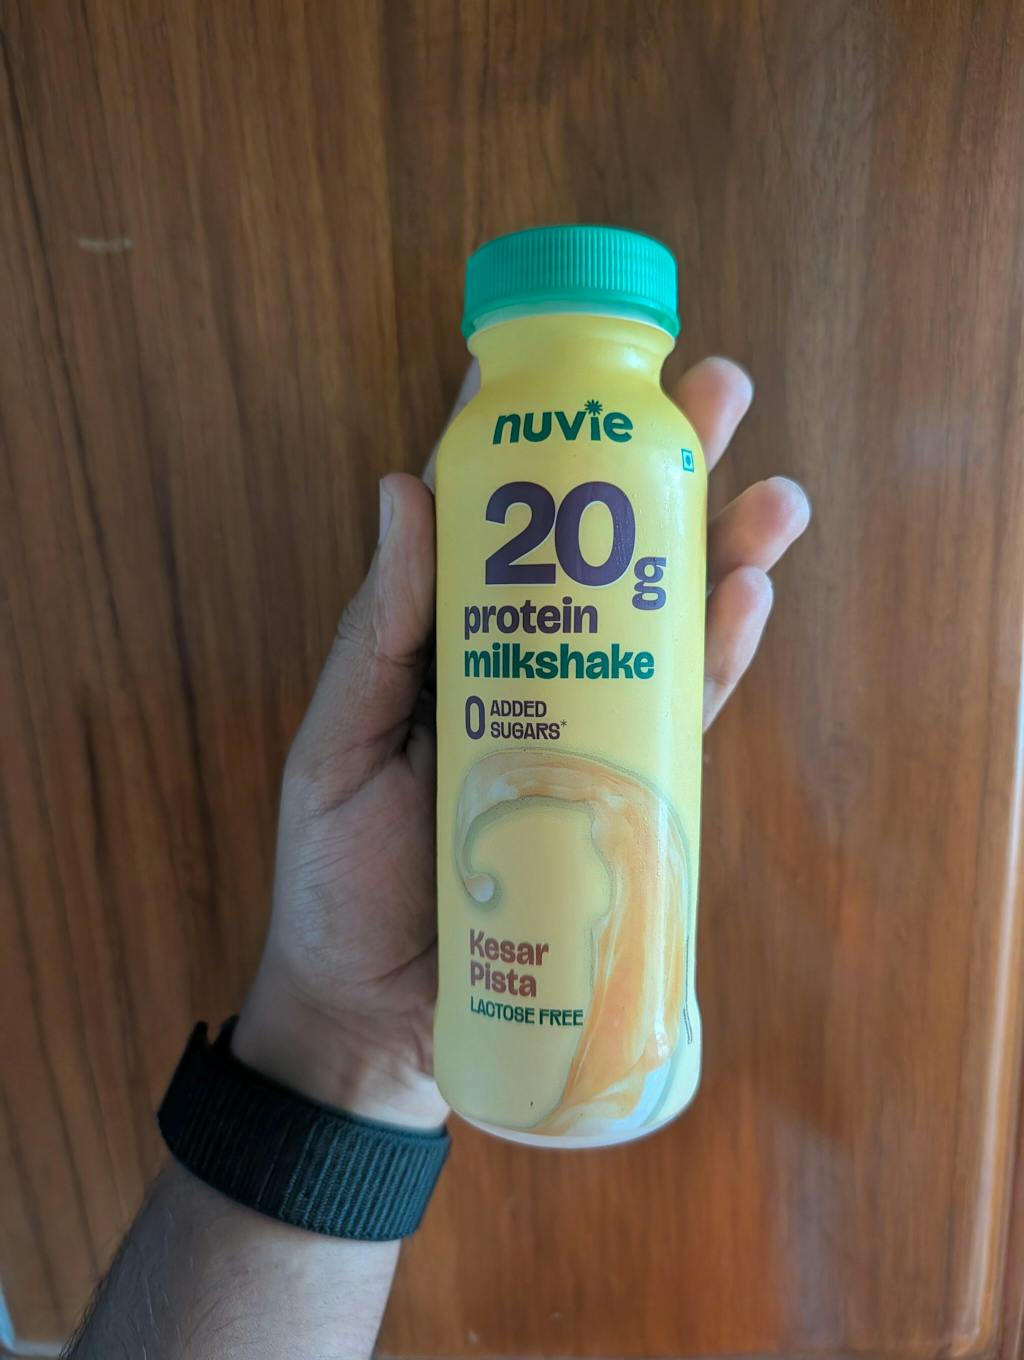 nuvie
20g
protein
milkshake
0 ADDED
SUGARS*
Kesar
Pista
LACTOSE FREE